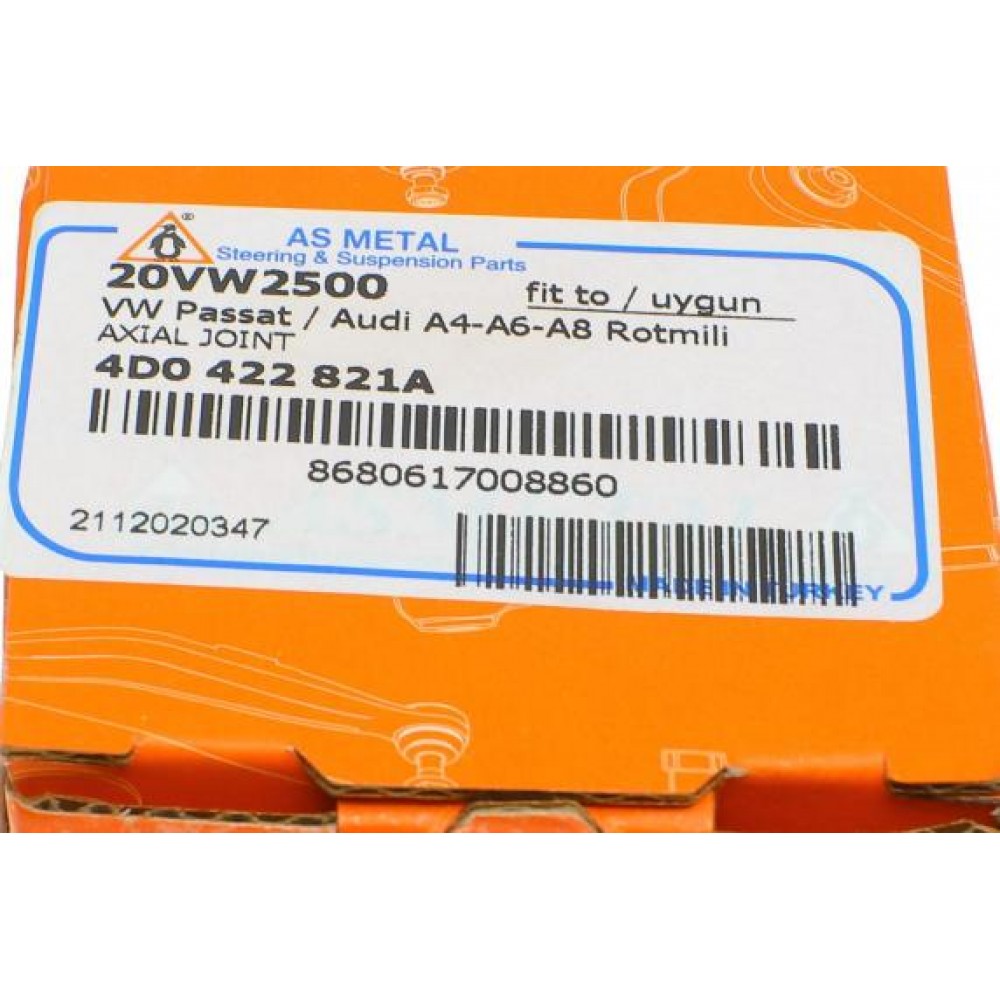 ®
AS METAL
Steering & Suspension Parts
20VW2500
fit to / uygun
VW Passat / Audi A4-A6-A8 Rotmili
AXIAL JOINT
4D0 422 821A
8680617008860
2112020347
MADE IN TURKEY